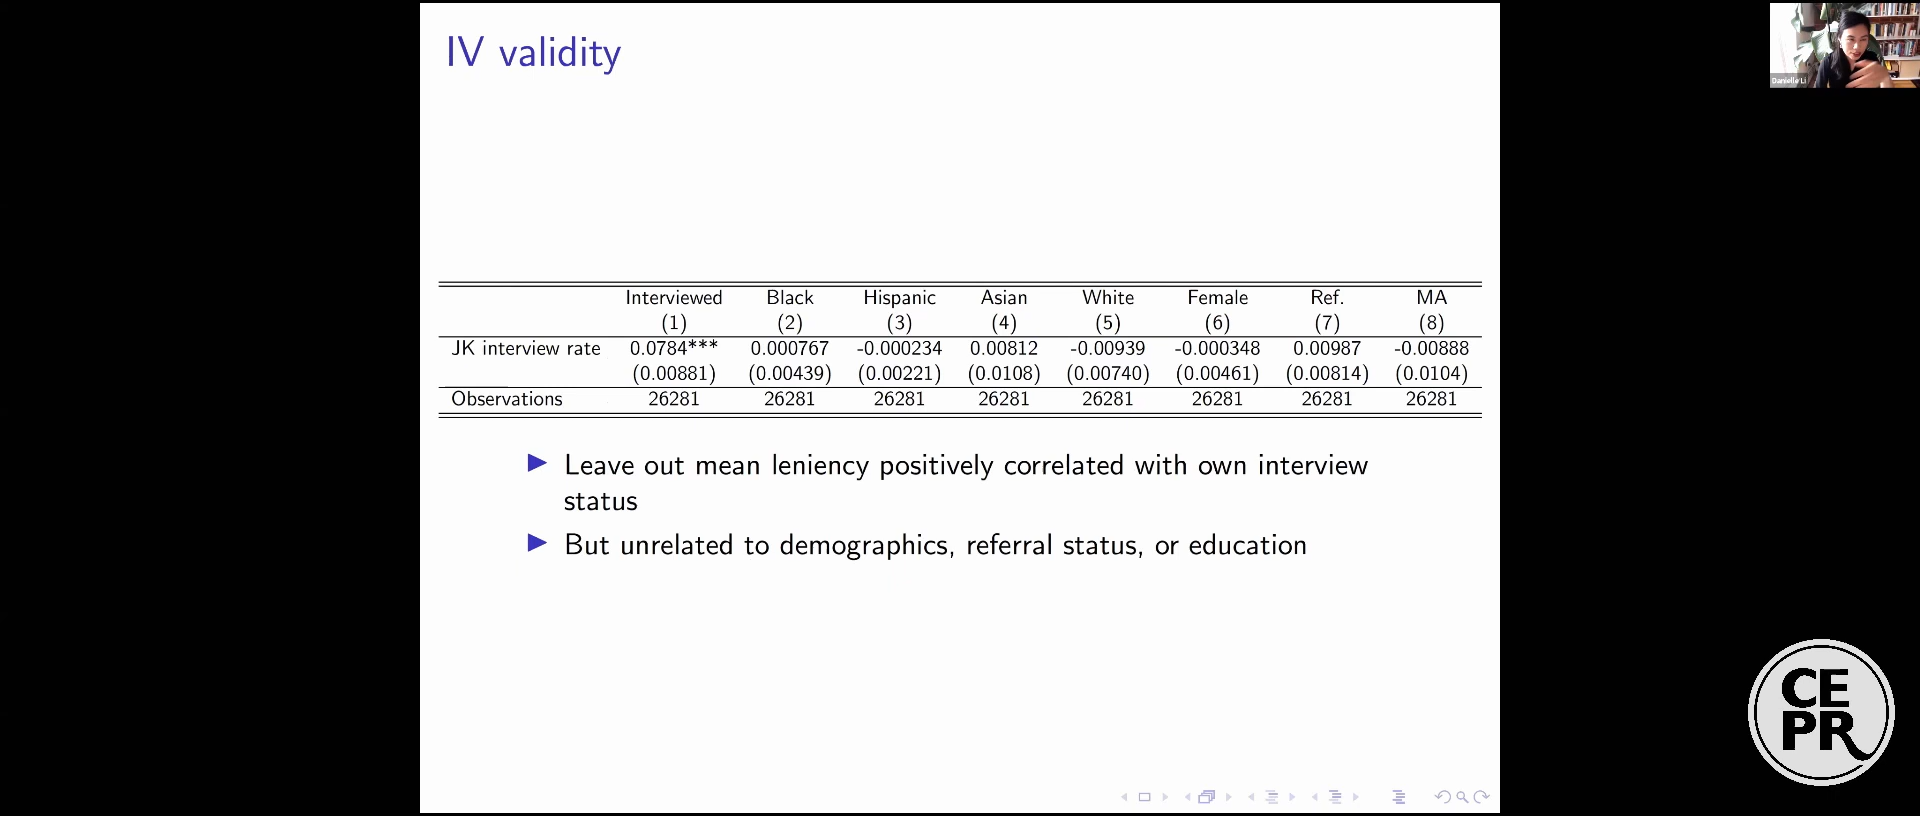 IV validity
Danielle Li
Interviewed Black Hispanic Asian White Female Ref. MA
(1) (2) (3) (4) (5) (6) (7) (8)
JK interview rate 0.0784*** 0.000767 -0.000234 0.00812 -0.00939 -0.000348 0.00987 -0.00888
(0.00881) (0.00439) (0.00221) (0.0108) (0.00740) (0.00461) (0.00814) (0.0104)
Observations 26281 26281 26281 26281 26281 26281 26281 26281
Leave out mean leniency positively correlated with own interview
status
But unrelated to demographics, referral status, or education
CE
PR